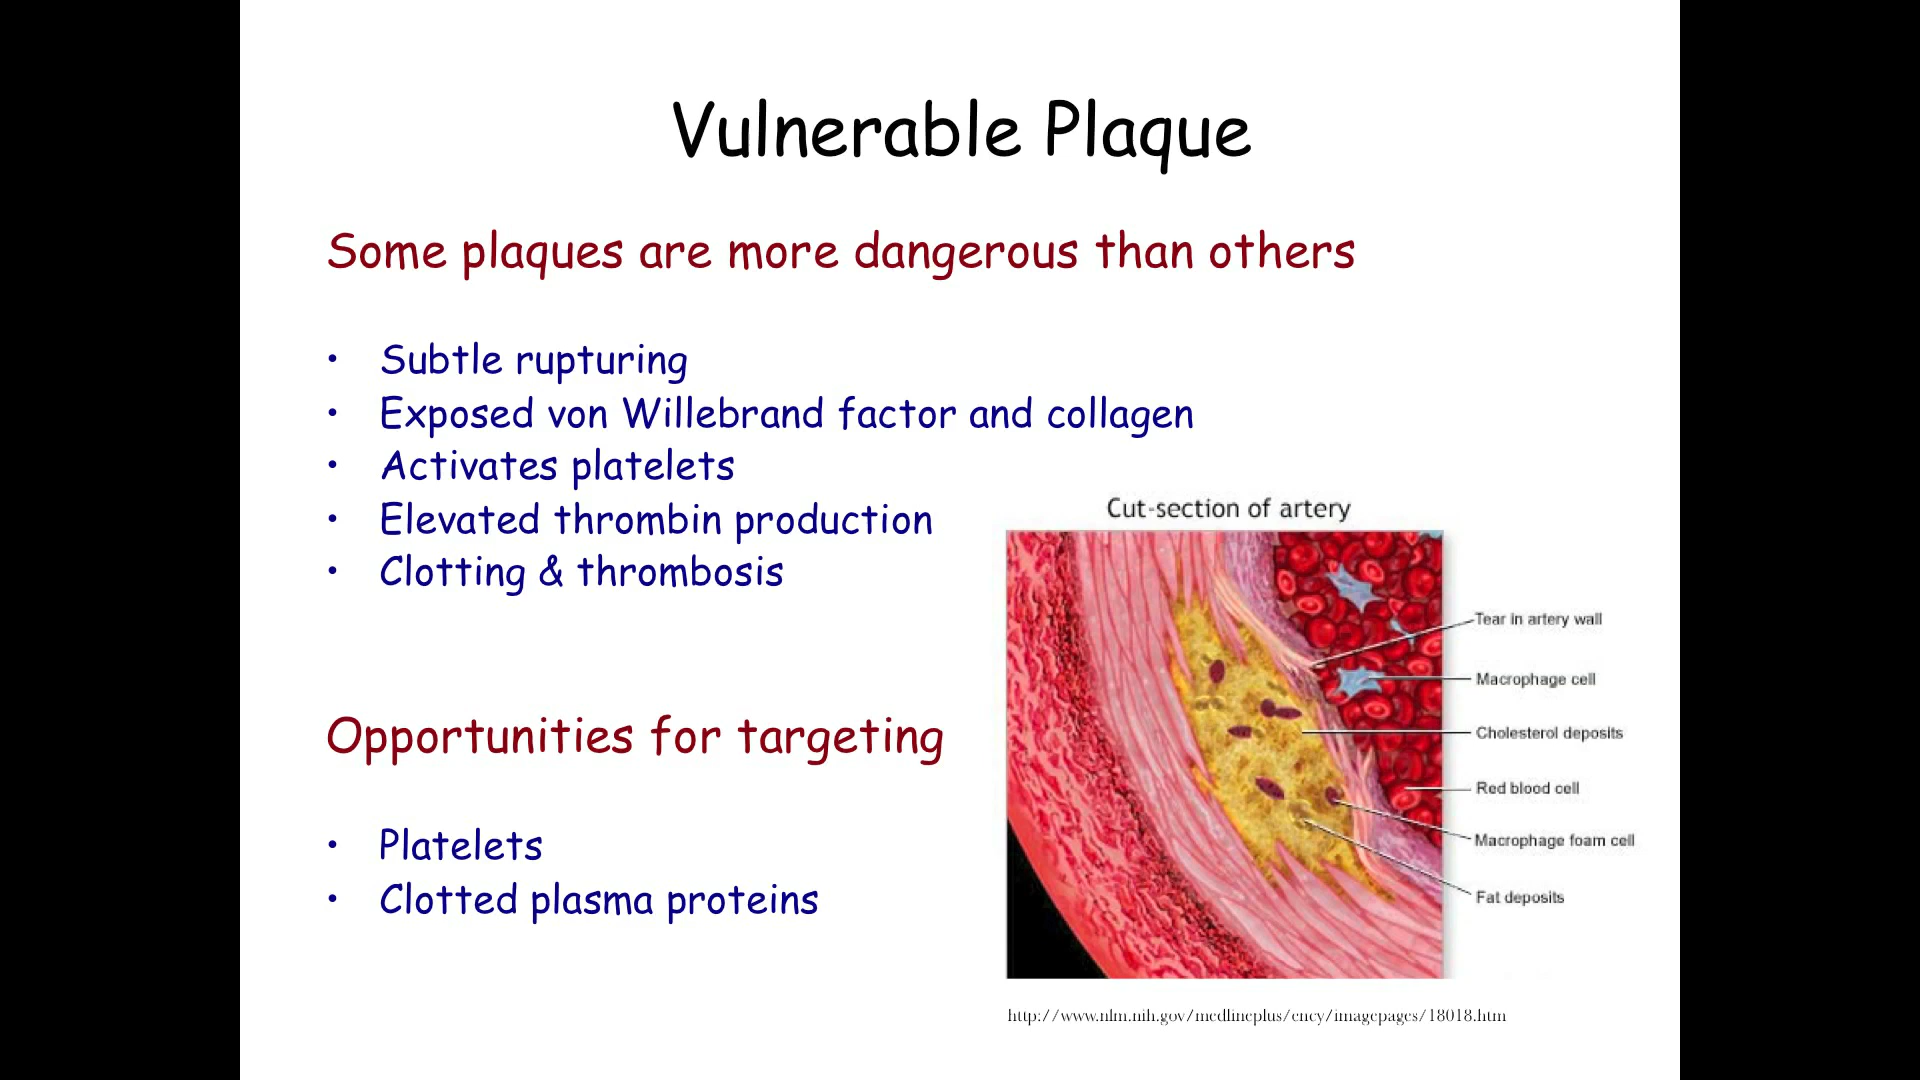 Vulnerable Plaque
Some plaques are more dangerous than others
• Subtle rupturing
• Exposed von Willebrand factor and collagen
• Activates platelets
• Elevated thrombin production
• Clotting & thrombosis
Opportunities for targeting
• Platelets
• Clotted plasma proteins
Cut-section of artery
Tear in artery wall
Macrophage cell
Cholesterol deposits
Red blood cell
Macrophage foam cell
Fat deposits
http://www.nlm.nih.gov/medlineplus/ency/imagepages/18018.htm